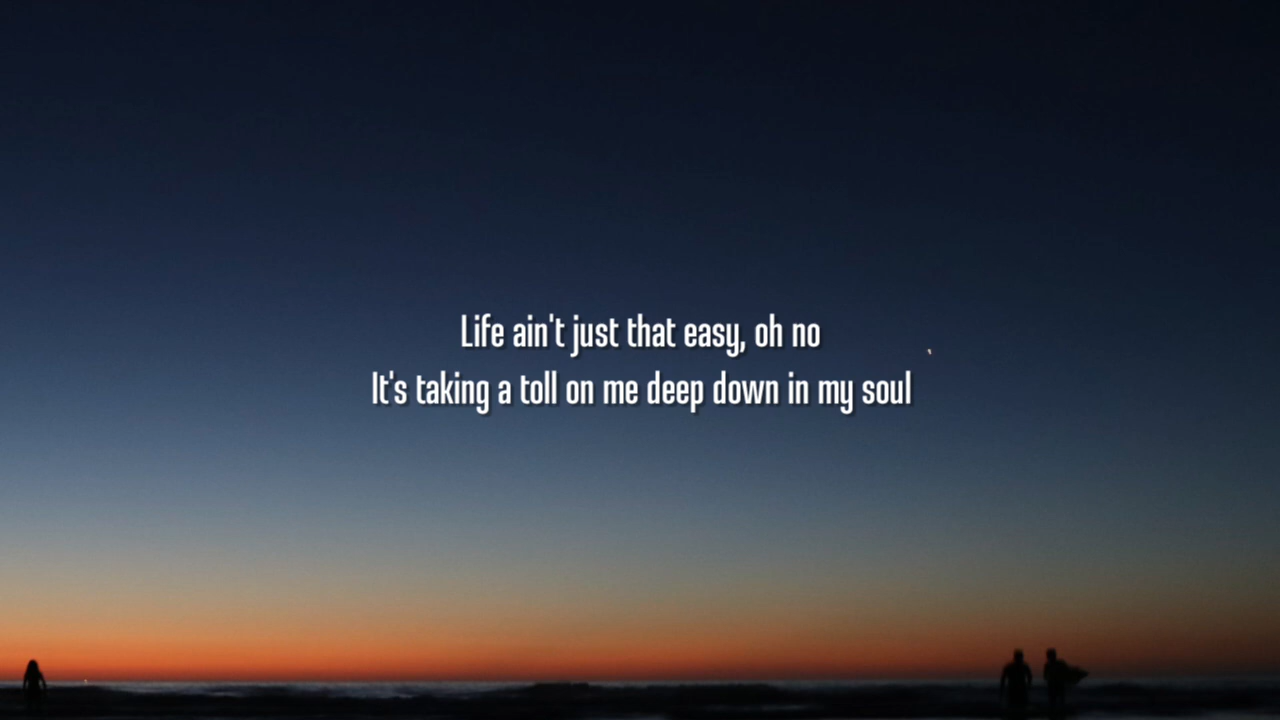 Life ain't just that easy, oh no
It's taking a toll on me deep down in my soul